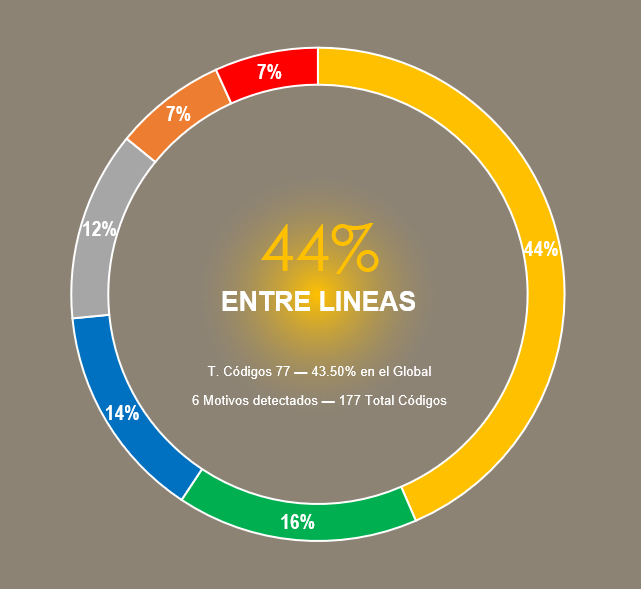 7%
7%
12%
44%
44%
ENTRE LINEAS
T. Códigos 77 — 43.50% en el Global
6 Motivos detectados — 177 Total Códigos
14%
16%